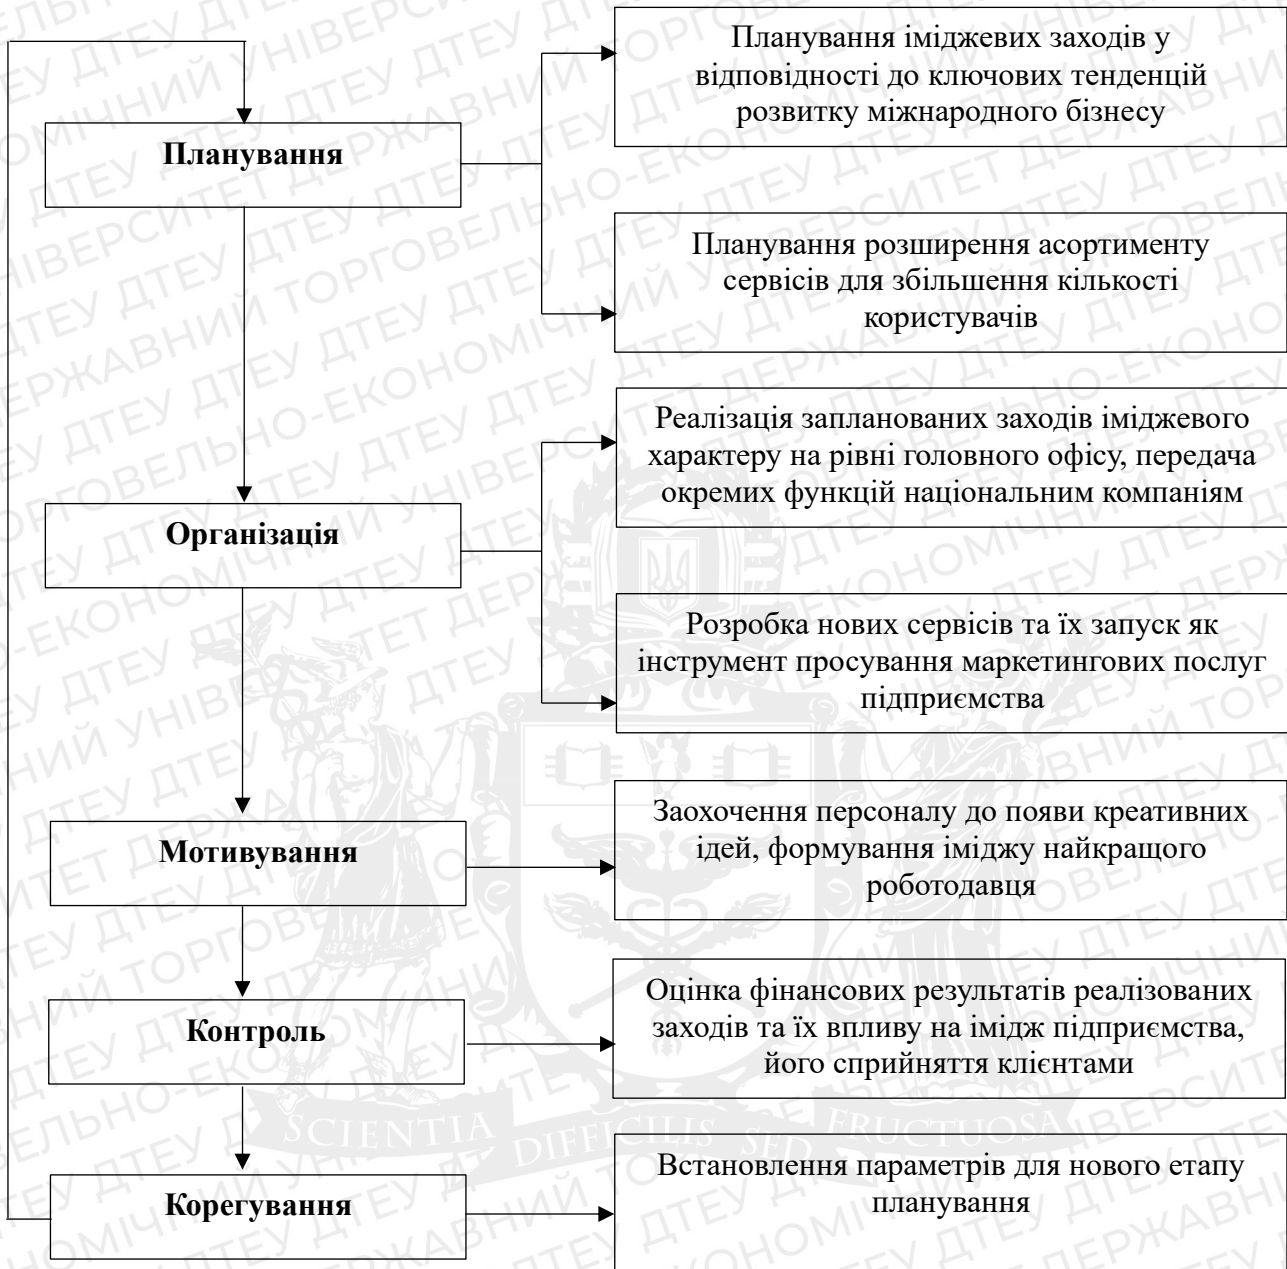 Планування
Планування іміджевих заходів у
відповідності до ключових тенденцій
розвитку міжнародного бізнесу
Планування розширення асортименту
сервісів для збільшення кількості
користувачів
Організація
Реалізація запланованих заходів іміджевого
характеру на рівні головного офісу, передача
окремих функцій національним компаніям
Розробка нових сервісів та їх запуск як
інструмент просування маркетингових послуг
підприємства
Мотивування
Заохочення персоналу до появи креативних
ідей, формування іміджу найкращого
роботодавця
Контроль
Оцінка фінансових результатів реалізованих
заходів та їх впливу на імідж підприємства,
його сприйняття клієнтами
Корегування
Встановлення параметрів для нового етапу
планування
SCIENTIA DIFFICILIS SED FRUCTUOSA